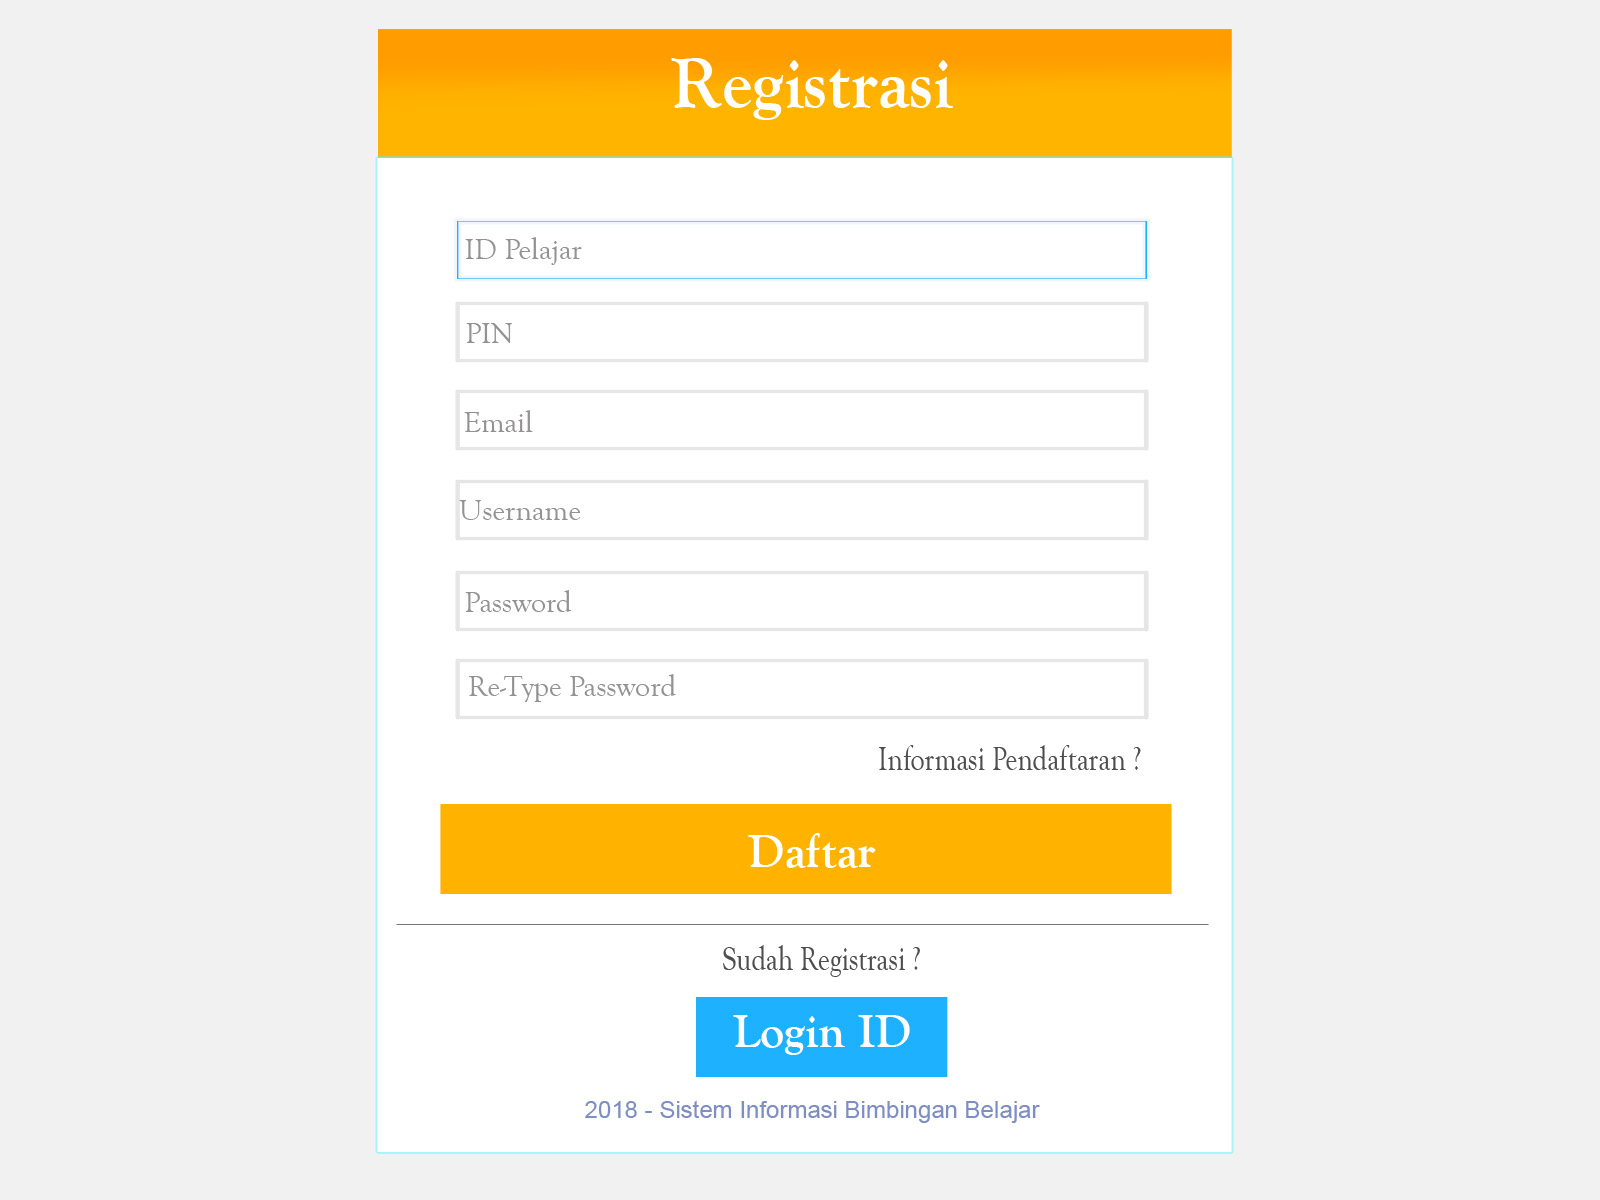 Registrasi
ID Pelajar
PIN
Email
Username
Password
Re-Type Password
Informasi Pendaftaran ?
Daftar
Sudah Registrasi ?
Login ID
2018 - Sistem Informasi Bimbingan Belajar